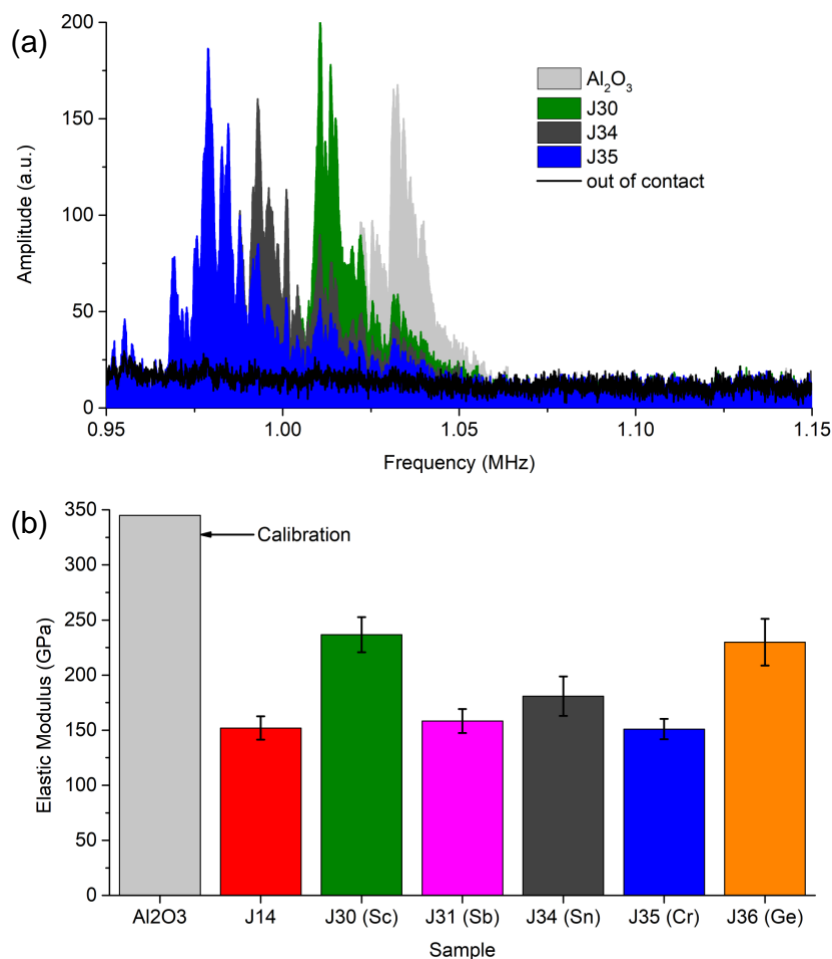 (a)
200
150
100
50
0
Amplitude (a.u.)
Al₂O₃
J30
J34
J35
out of contact
0.95
1.00
1.05
1.10
1.15
Frequency (MHz)
(b)
350
300
250
200
150
100
50
0
Elastic Modulus (GPa)
Calibration
Al2O3
J14
J30 (Sc)
J31 (Sb)
J34 (Sn)
J35 (Cr)
J36 (Ge)
Sample